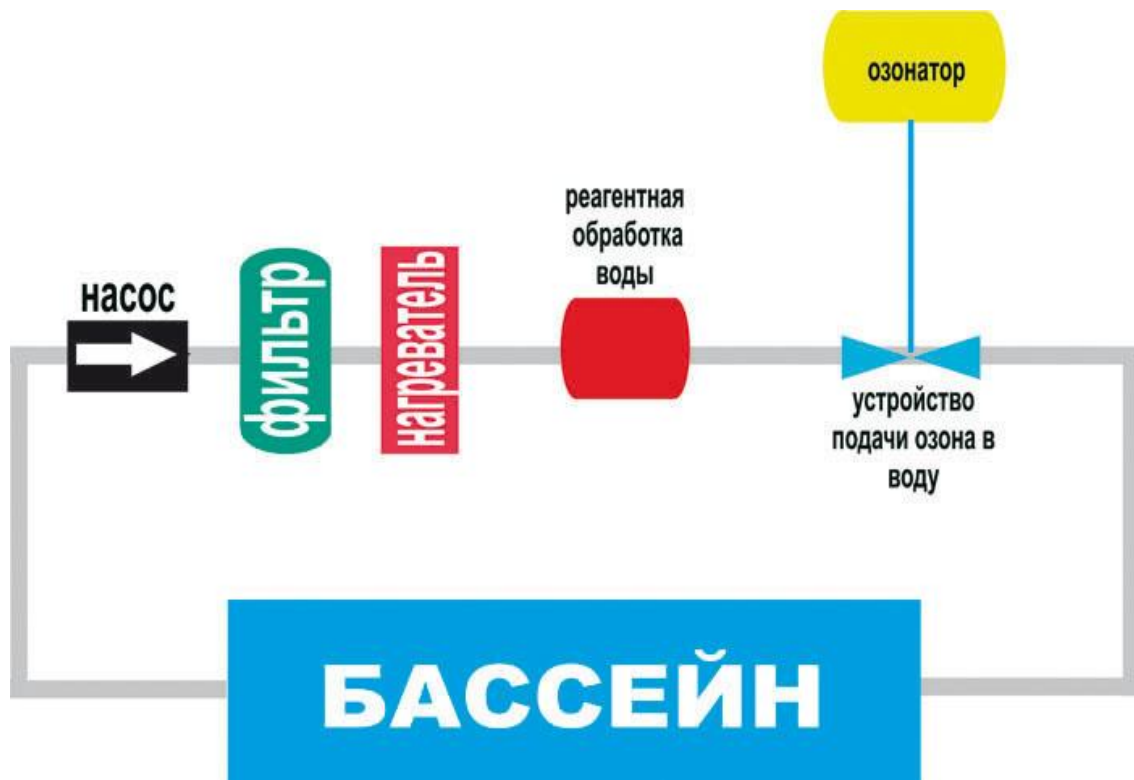 озонатор
реагентная
обработка
воды
насос
фильтр
нагреватель
устройство
подачи озона в
воду
БАССЕЙН